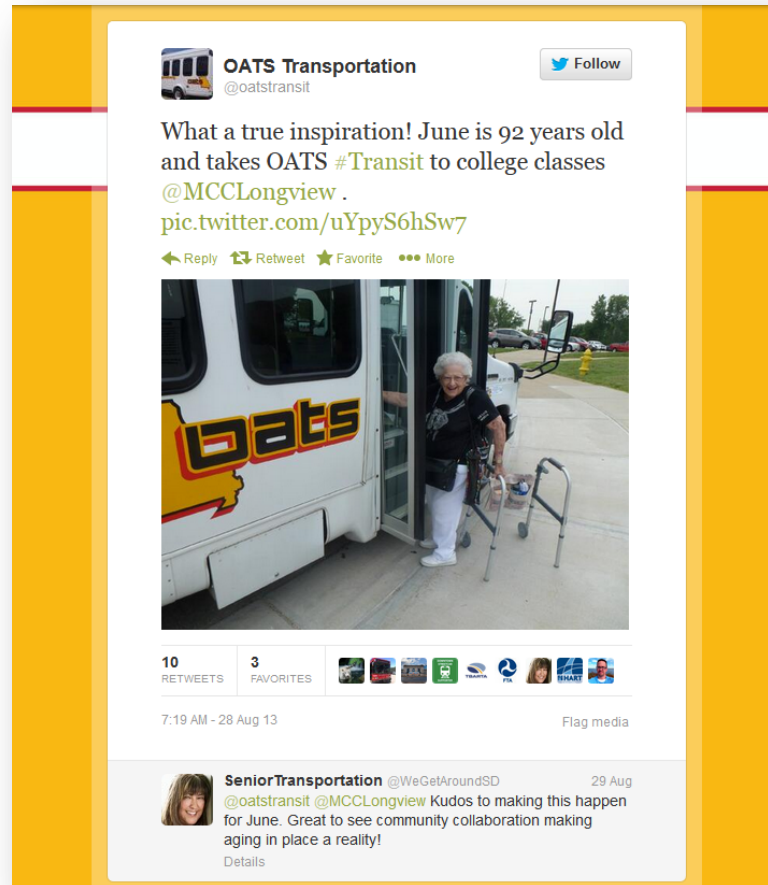 OATS Transportation
@oatstransit
Follow
What a true inspiration! June is 92 years old
and takes OATS #Transit to college classes
@MCCLongview .
pic.twitter.com/uYpyS6hSw7
Reply Retweet Favorite More
oats
10
RETWEETS
3
FAVORITES
FTA
HART
7:19 AM - 28 Aug 13
Flag media
SeniorTransportation @WeGetAroundSD 29 Aug
@oatstransit @MCCLongview Kudos to making this happen
for June. Great to see community collaboration making
aging in place a reality!
Details